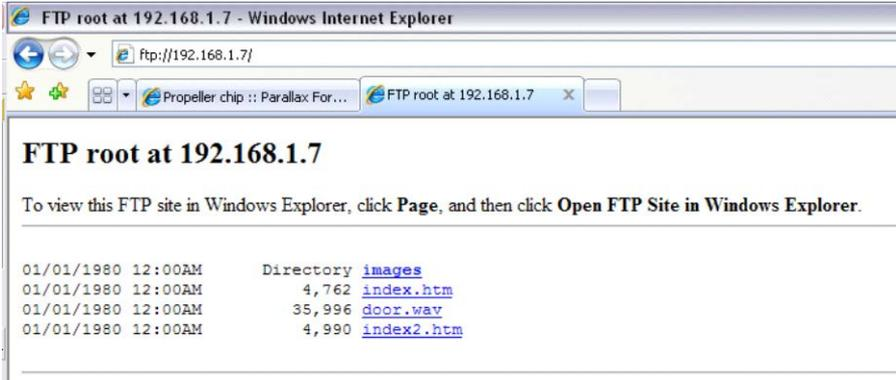 FTP root at 192.168.1.7 - Windows Internet Explorer
ftp://192.168.1.7/
Propeller chip :: Parallax For... FTP root at 192.168.1.7 X
FTP root at 192.168.1.7
To view this FTP site in Windows Explorer, click Page, and then click Open FTP Site in Windows Explorer.
01/01/1980 12:00AM Directory images
01/01/1980 12:00AM 4,762 index.htm
01/01/1980 12:00AM 35,996 door.wav
01/01/1980 12:00AM 4,990 index2.htm